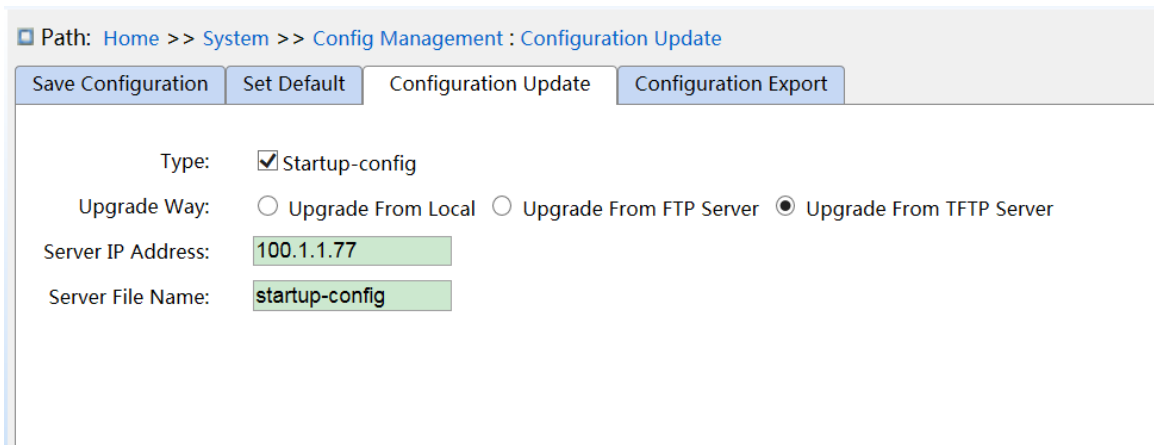 Path: Home >> System >> Config Management : Configuration Update
Save Configuration Set Default Configuration Update Configuration Export
Type: Startup-config
Upgrade Way: Upgrade From Local Upgrade From FTP Server Upgrade From TFTP Server
Server IP Address: 100.1.1.77
Server File Name: startup-config